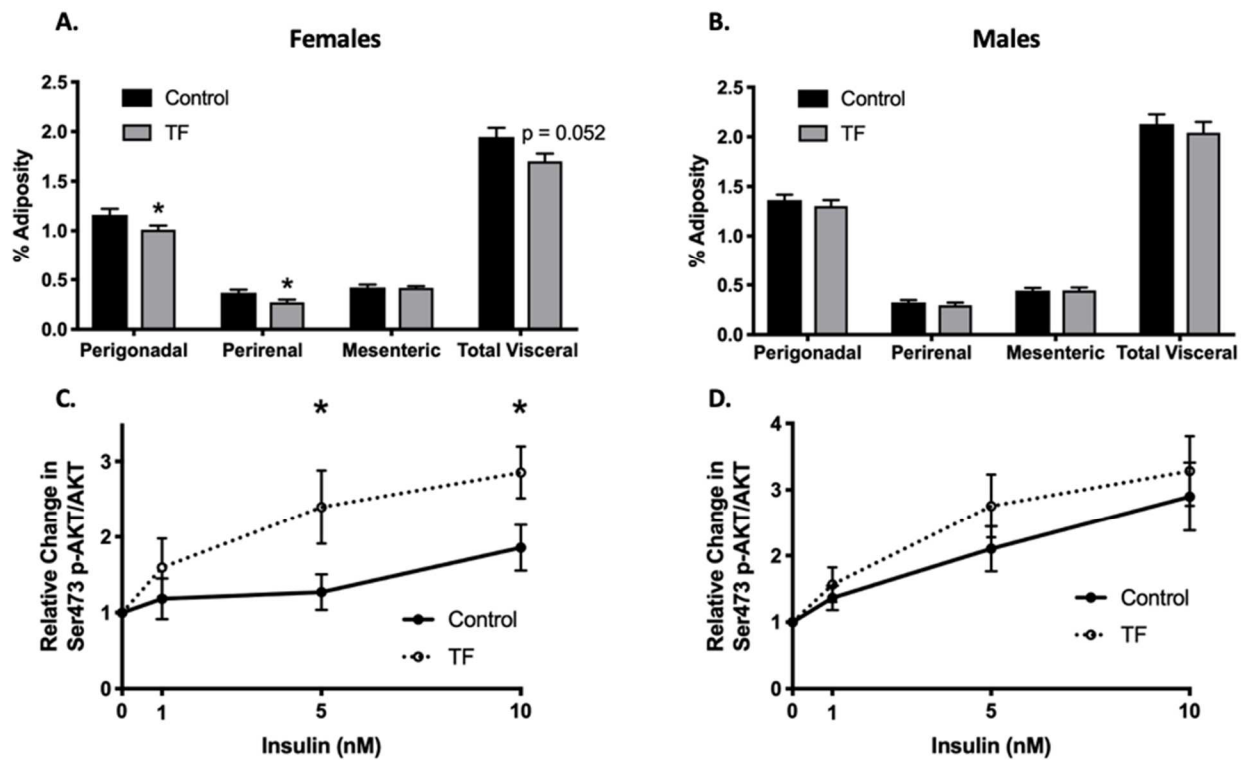 A.
Females
2.5
2.0
1.5
1.0
0.5
0.0
% Adiposity
Control
TF
*
*
p = 0.052
Perigonadal
Perirenal
Mesenteric
Total Visceral
B.
Males
2.5
2.0
1.5
1.0
0.5
0.0
% Adiposity
Control
TF
Perigonadal
Perirenal
Mesenteric
Total Visceral
C.
*
*
3
2
1
0
Relative Change in
Ser473 p-AKT/AKT
Control
TF
0
1
5
10
Insulin (nM)
D.
4
3
2
1
0
Relative Change in
Ser473 p-AKT/AKT
Control
TF
0
1
5
10
Insulin (nM)